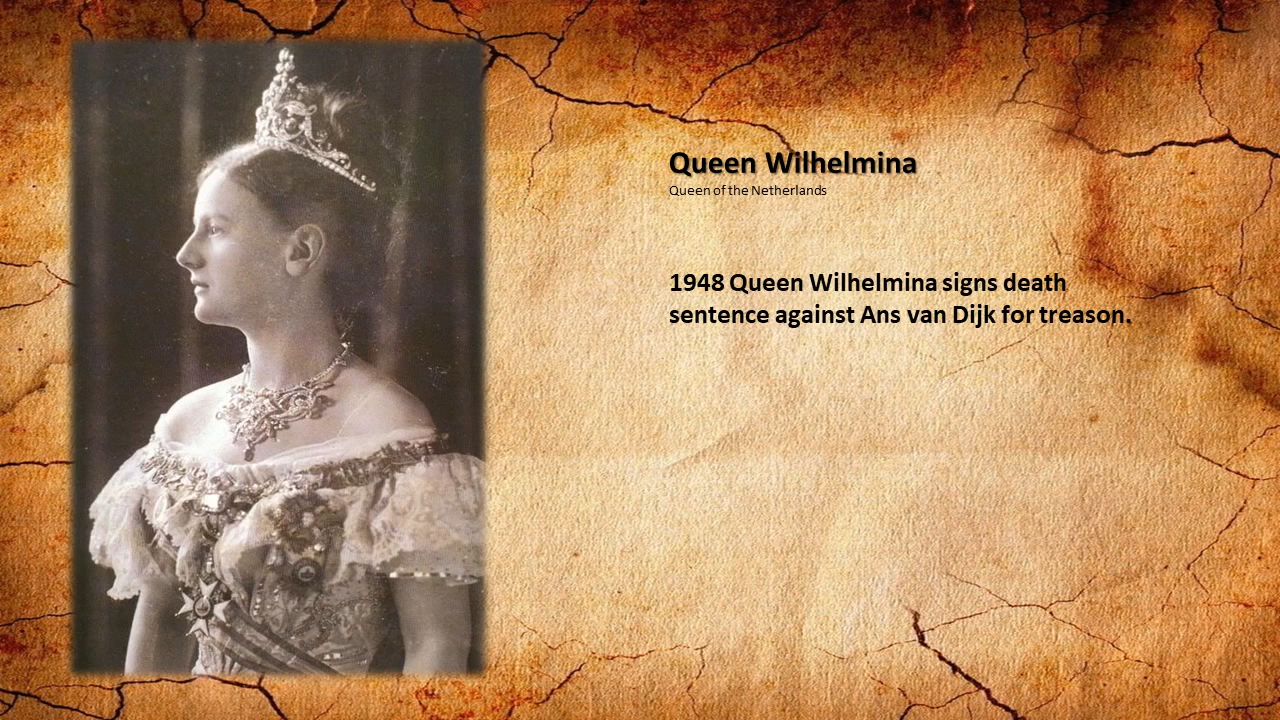 Queen Wilhelmina
Queen of the Netherlands
1948 Queen Wilhelmina signs death
sentence against Ans van Dijk for treason.